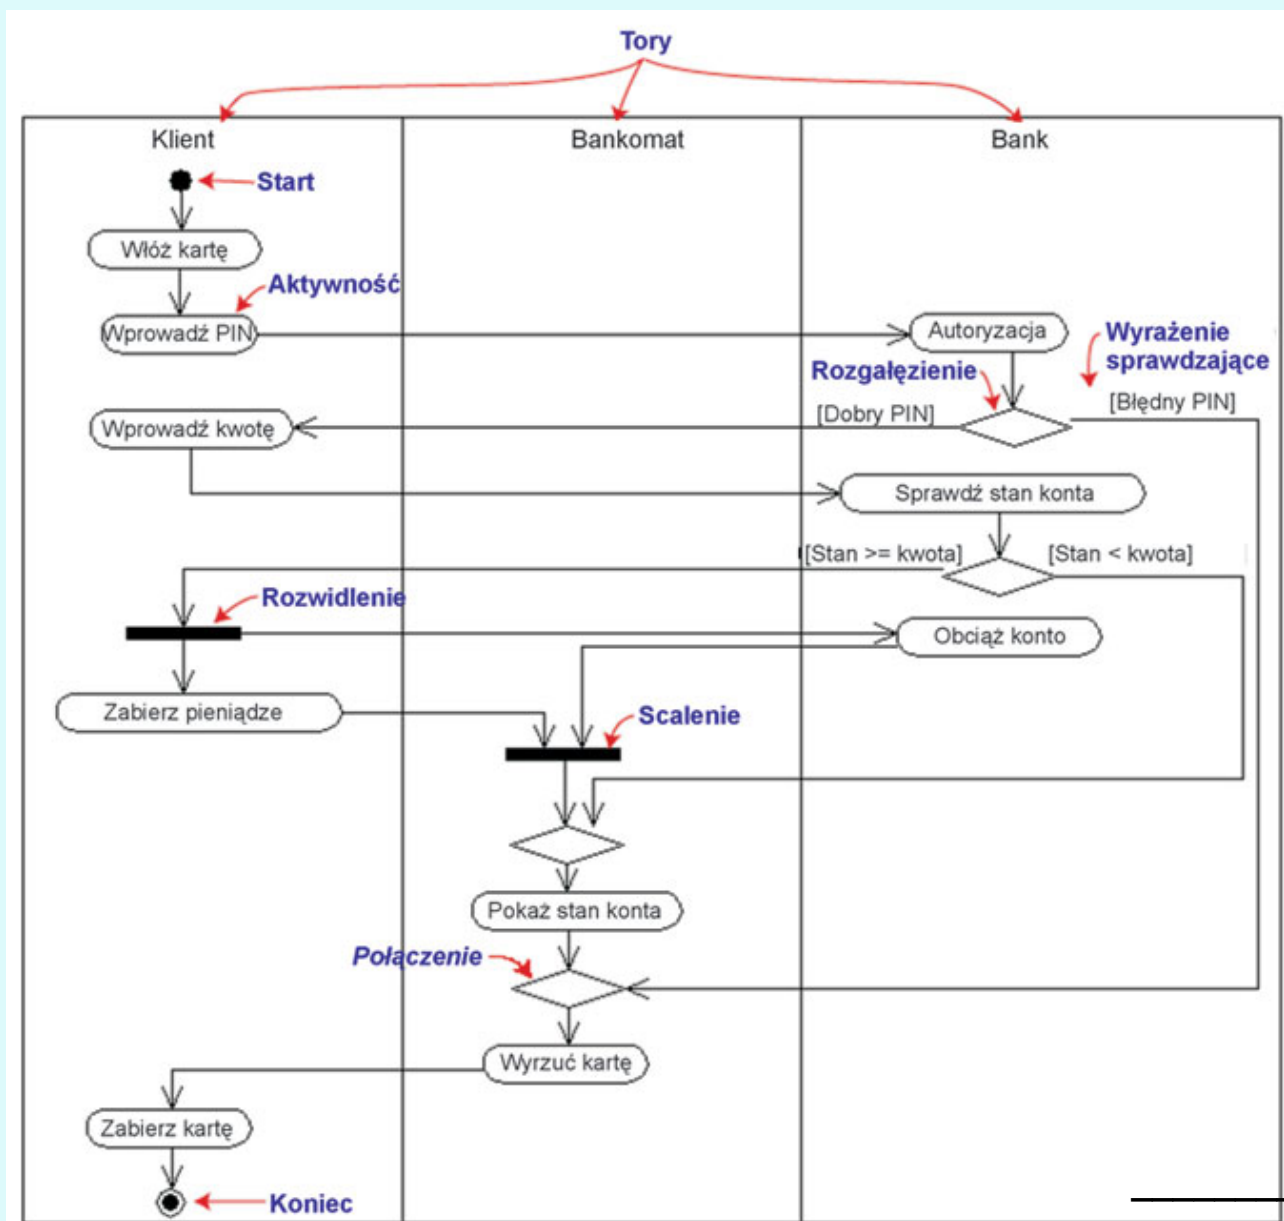 Tory
Klient
Bankomat
Bank
Start
Włóż kartę
Aktywność
Wprowadź PIN
Autoryzacja
Wyrażenie
sprawdzające
Rozgałęzienie
[Dobry PIN]
[Błędny PIN]
Wprowadź kwotę
Sprawdź stan konta
[Stan >= kwota]
[Stan < kwota]
Rozwidlenie
Obciąż konto
Zabierz pieniądze
Scalenie
Pokaż stan konta
Połączenie
Wyrzuć kartę
Zabierz kartę
Koniec